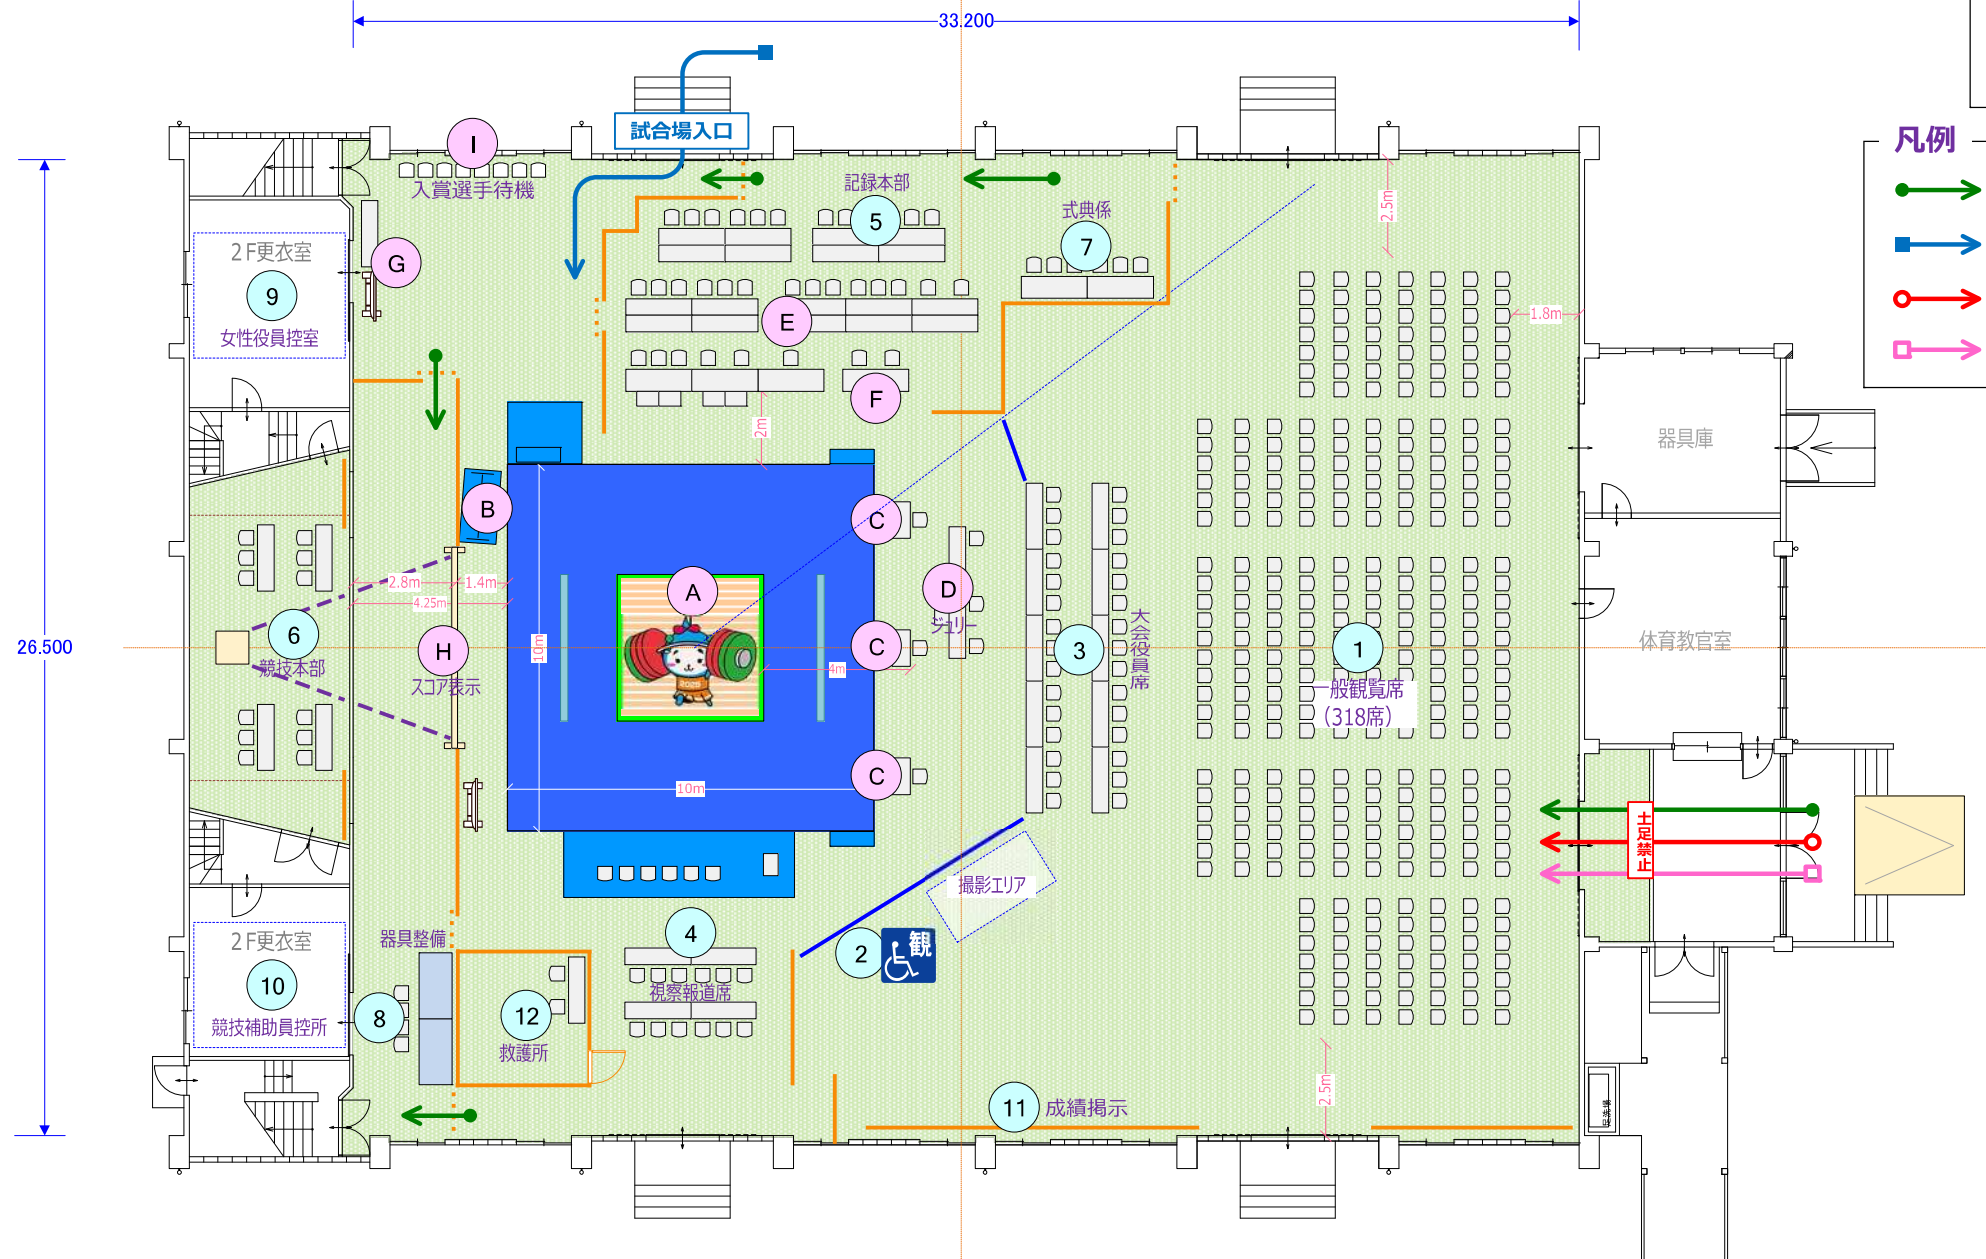 33.200
試合場入口
凡例
I
入賞選手待機
記録本部
5
式典係
7
2.5m
2F更衣室
9
女性役員控室
G
E
1.8m
F
2m
器具庫
B
C
10m
2.8m
1.4m
4.25m
A
D
ジュリー
6
競技本部
26.500
H
スコア表示
C
4m
3
大会役員席
1
一般観覧席
(318席)
体育教官室
2025
C
10m
土足禁止
撮影エリア
4
2
観
器具整備
2F更衣室
10
競技補助員控所
8
12
救護所
視察報道席
11
成績掲示
2.5m